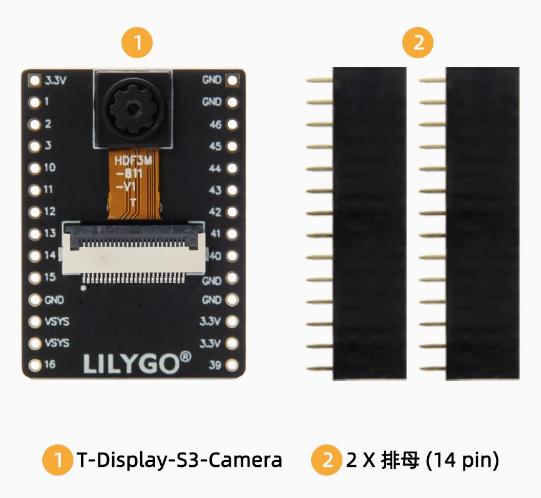 1
2
3.3V
1
2
3
10
11
12
13
14
15
GND
VSYS
VSYS
16
HDF3M
-811
-V1
T
GND
GND
46
45
44
43
42
41
40
GND
GND
3.3V
3.3V
39
LILYGO®
1 T-Display-S3-Camera
2 2 X 排母 (14 pin)